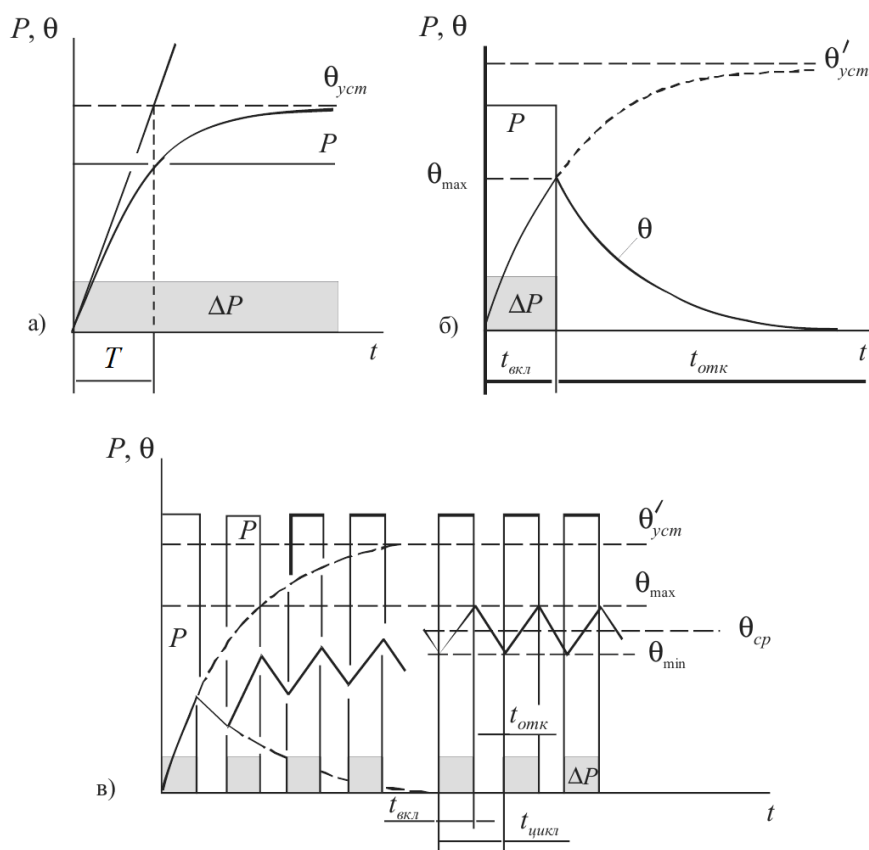 P, θ
θуст
P
ΔP
а)
T
t
P, θ
θ′уст
P
θmax
θ
ΔP
б)
t
tвкл
tотк
P, θ
P
θ′уст
θmax
P
θср
θmin
tотк
ΔP
в)
t
tвкл
tцикл